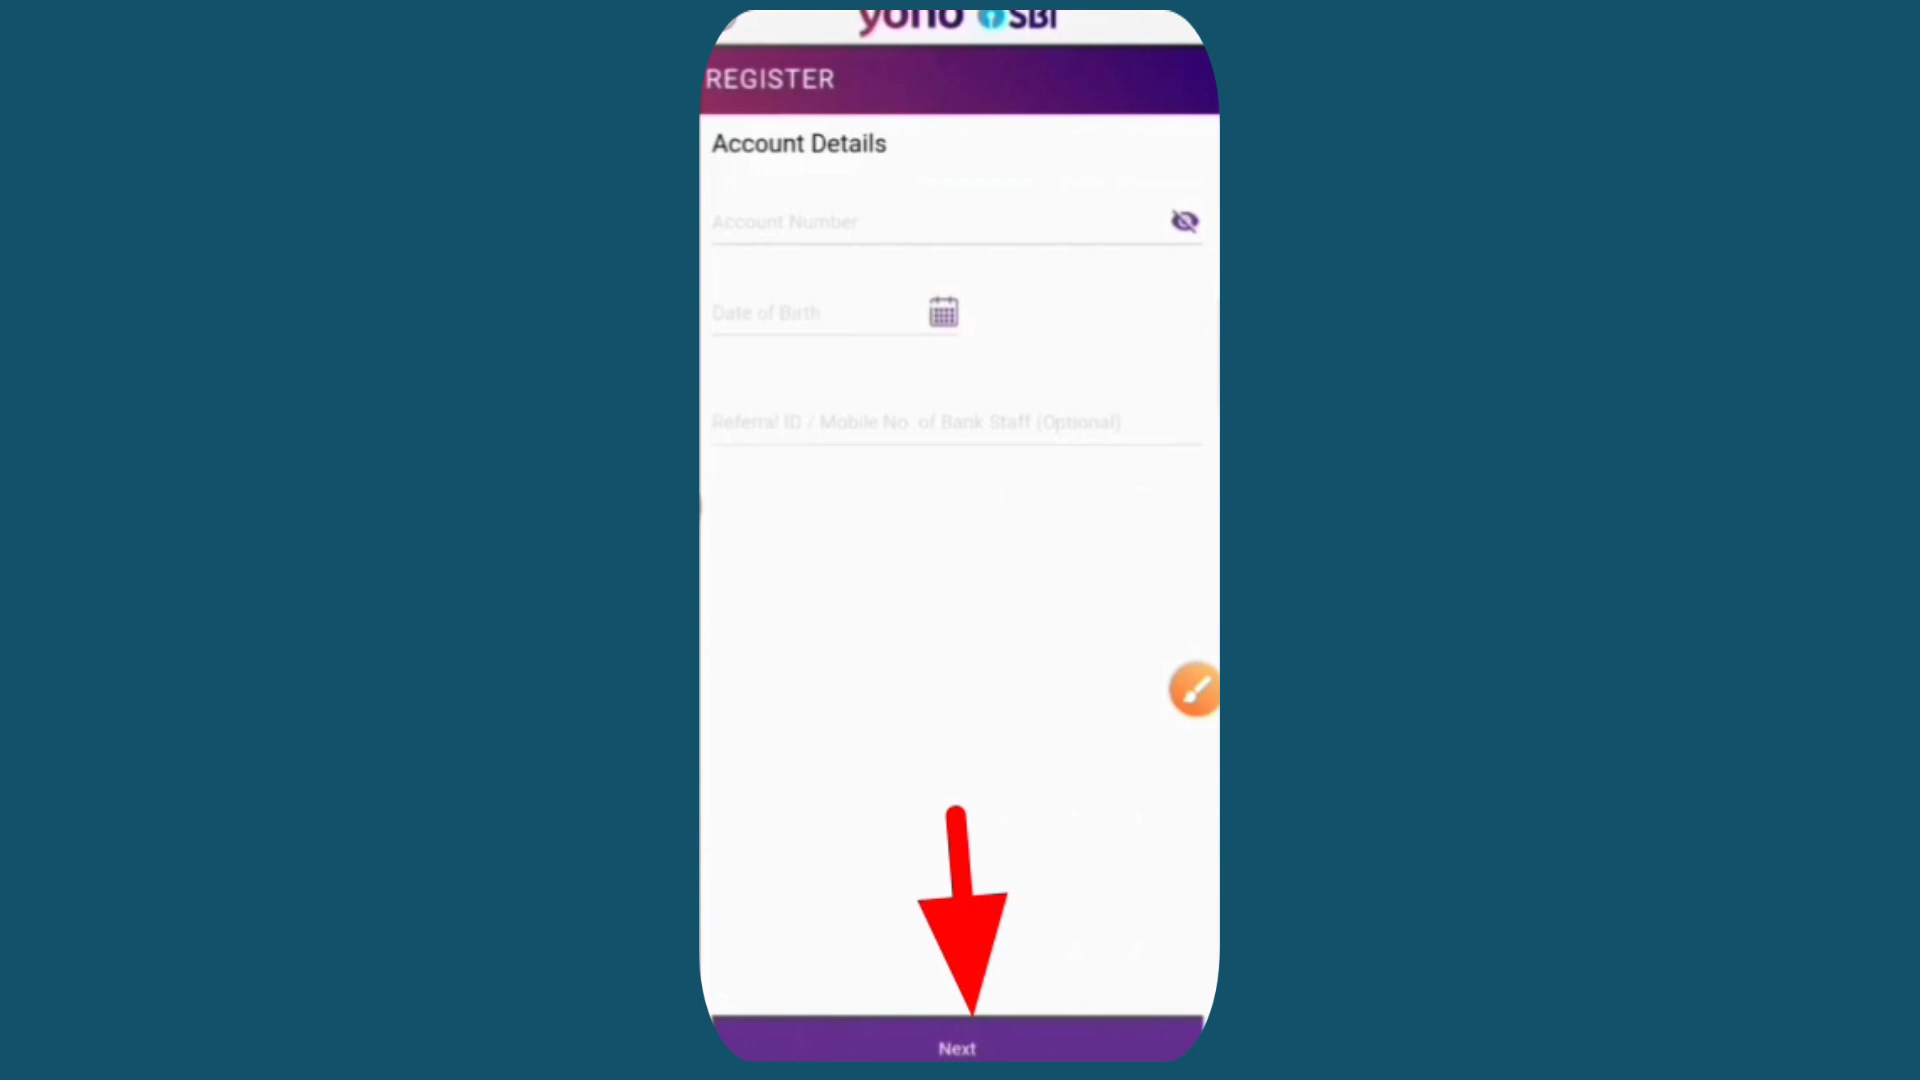 yono SBI
REGISTER
Account Details
Account Number
Date of Birth
Referral ID / Mobile No. of Bank Staff (Optional)
Next